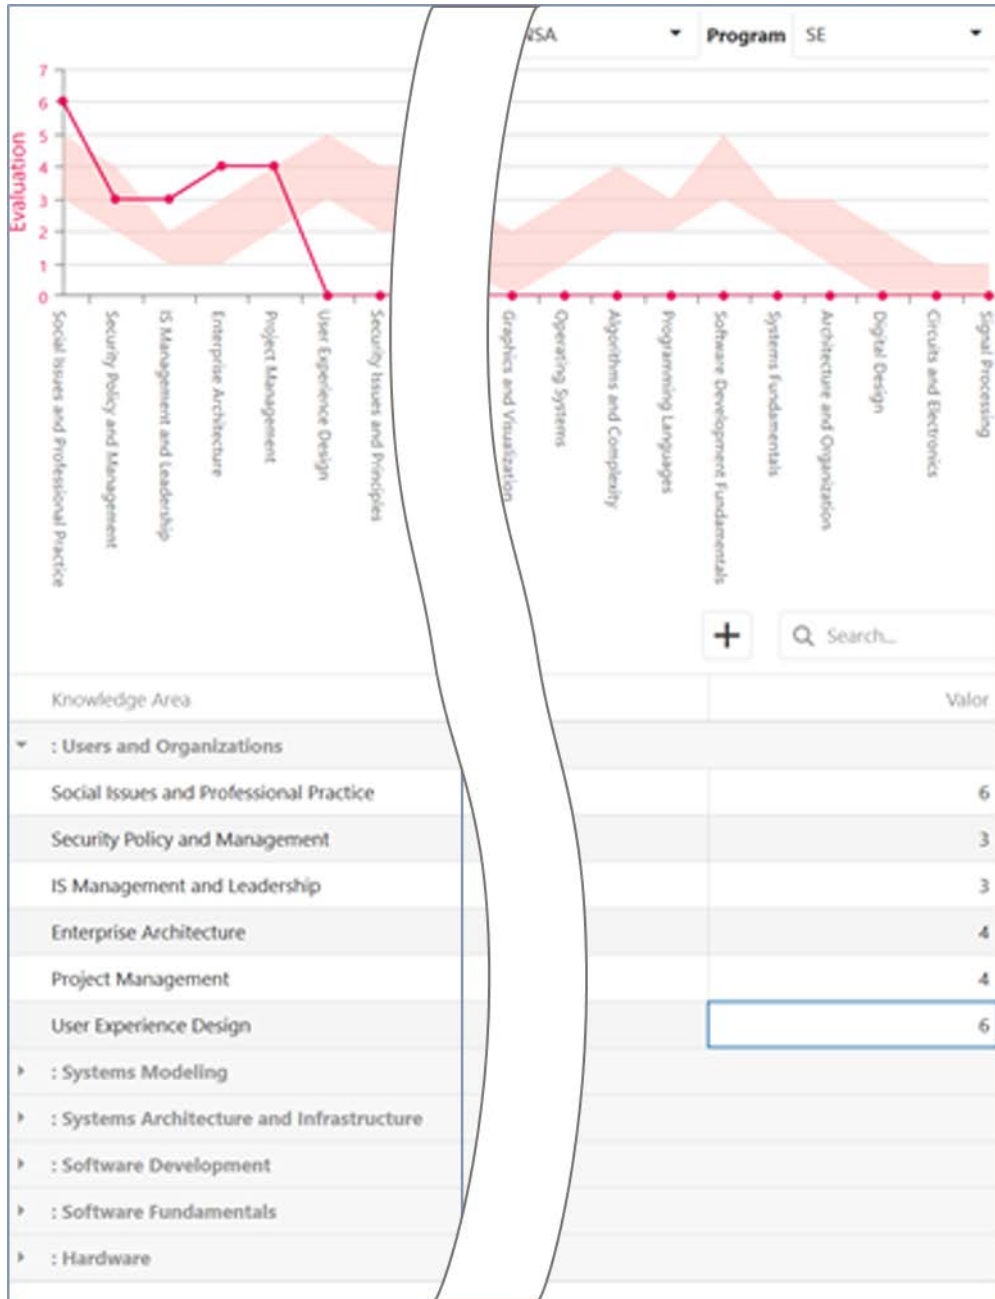 Program SE
7
6
5
4
3
2
1
0
Evaluation
Social Issues and Professional Practice
Security Policy and Management
IS Management and Leadership
Enterprise Architecture
Project Management
User Experience Design
Security Issues and Principles
Graphics and Visualization
Operating Systems
Algorithms and Complexity
Programming Languages
Software Development Fundamentals
Systems Fundamentals
Architecture and Organization
Digital Design
Circuits and Electronics
Signal Processing
+ Search...
Knowledge Area Valor
: Users and Organizations
Social Issues and Professional Practice 6
Security Policy and Management 3
IS Management and Leadership 3
Enterprise Architecture 4
Project Management 4
User Experience Design 6
: Systems Modeling
: Systems Architecture and Infrastructure
: Software Development
: Software Fundamentals
: Hardware